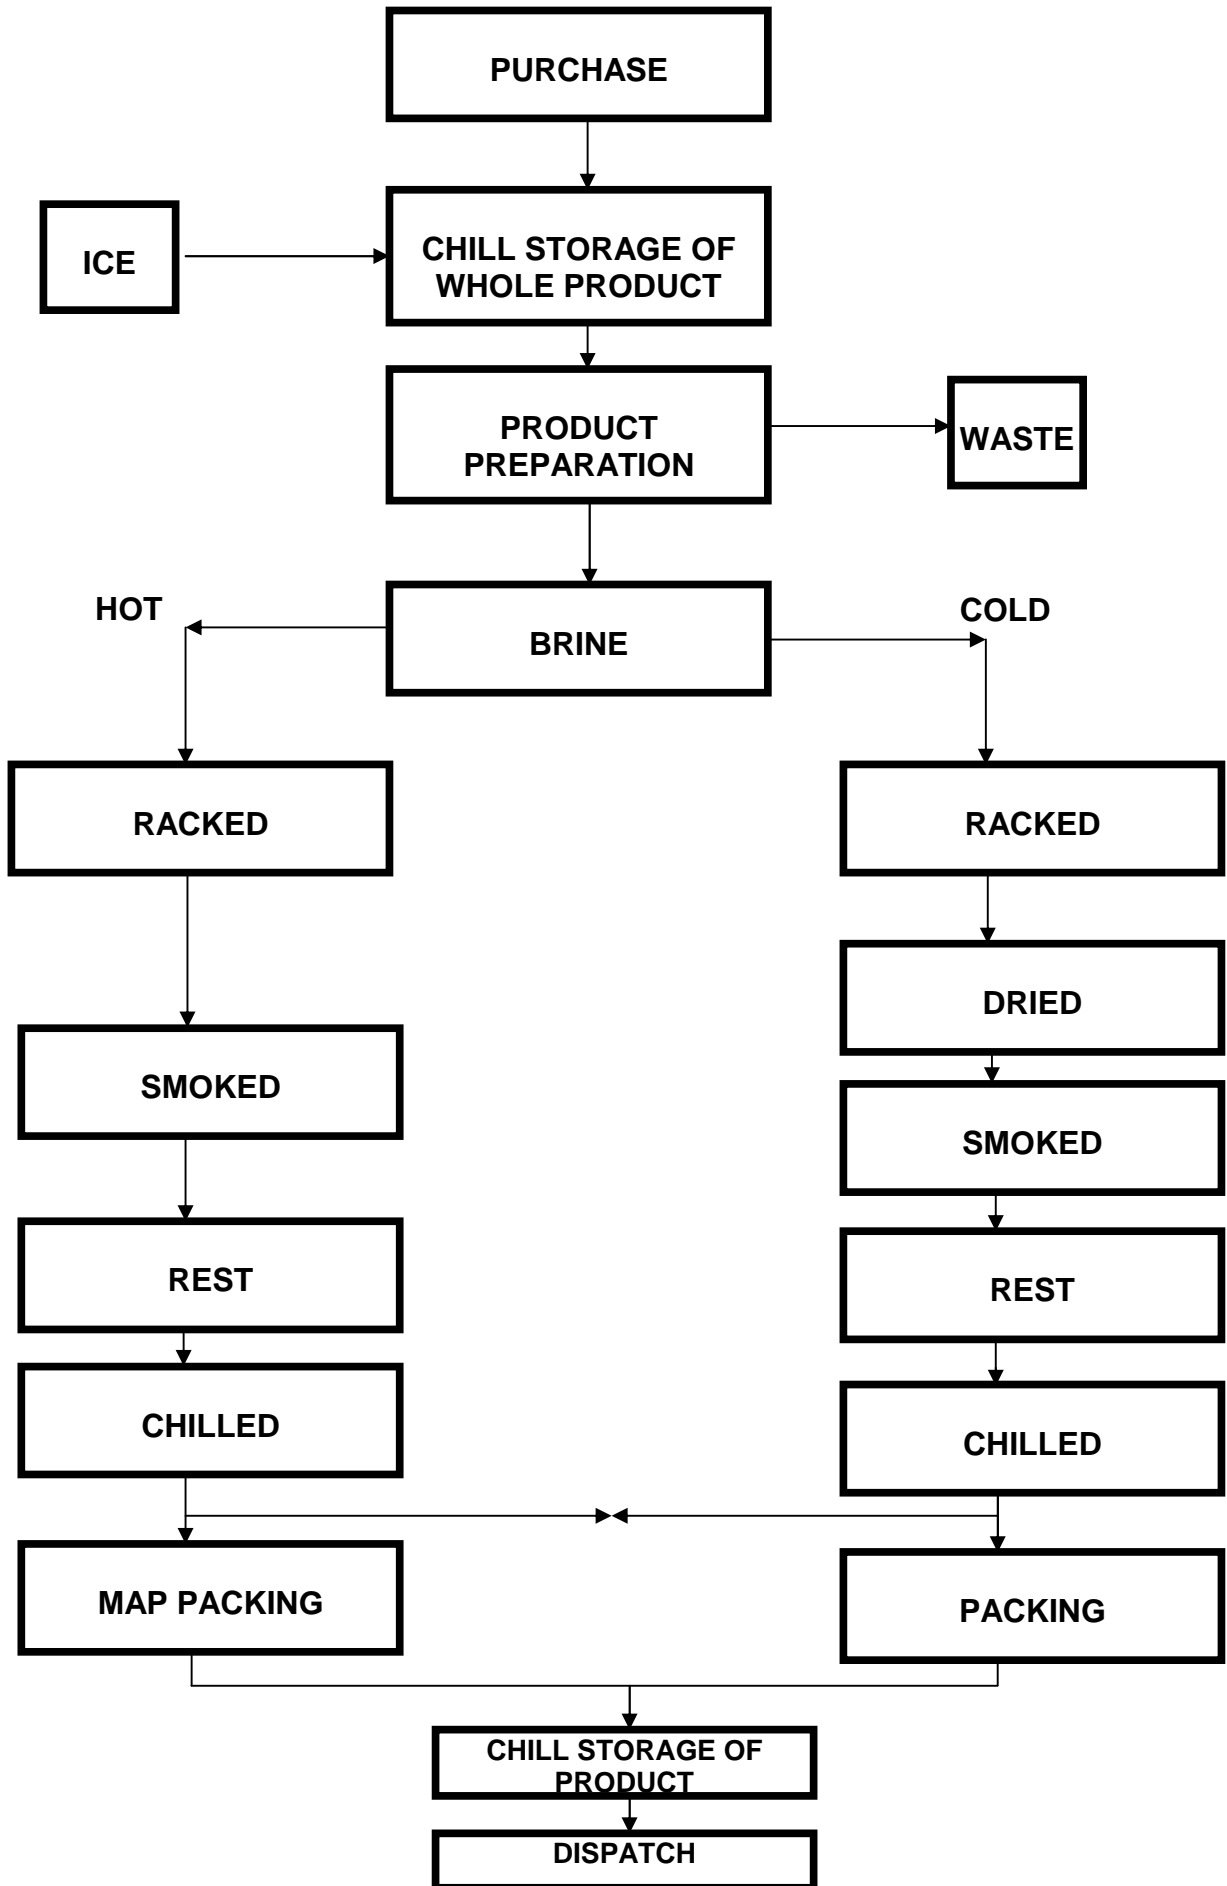 PURCHASE
ICE
CHILL STORAGE OF
WHOLE PRODUCT
PRODUCT
PREPARATION
WASTE
HOT
COLD
BRINE
RACKED
RACKED
DRIED
SMOKED
SMOKED
REST
REST
CHILLED
CHILLED
MAP PACKING
PACKING
CHILL STORAGE OF
PRODUCT
DISPATCH